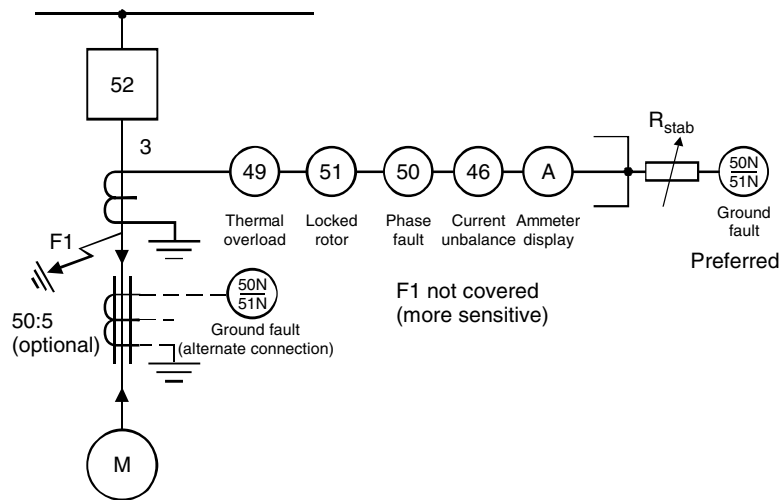 52
3
R_stab
49
51
50
46
A
50N
51N
Thermal
overload
Locked
rotor
Phase
fault
Current
unbalance
Ammeter
display
Ground
fault
Preferred
F1
50N
51N
F1 not covered
(more sensitive)
50:5
(optional)
Ground fault
(alternate connection)
M